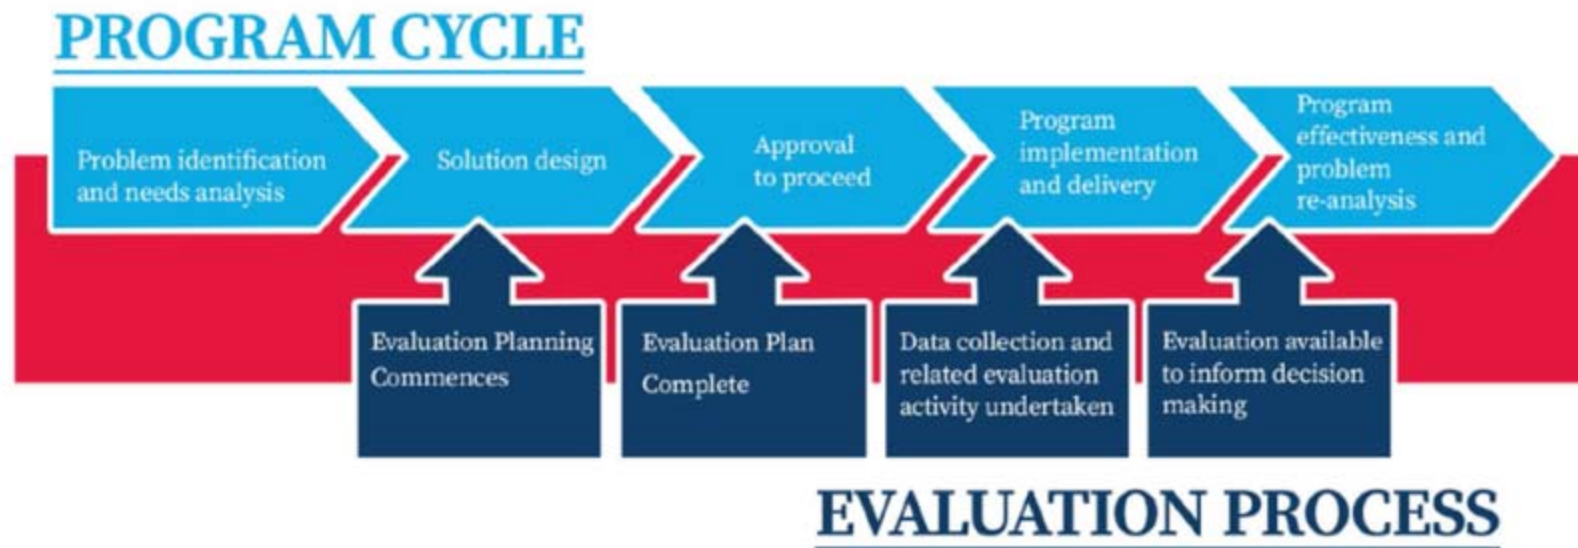 PROGRAM CYCLE
Problem identification
and needs analysis
Solution design
Approval
to proceed
Program
implementation
and delivery
Program
effectiveness and
problem
re-analysis
Evaluation Planning
Commences
Evaluation Plan
Complete
Data collection and
related evaluation
activity undertaken
Evaluation available
to inform decision
making
EVALUATION PROCESS